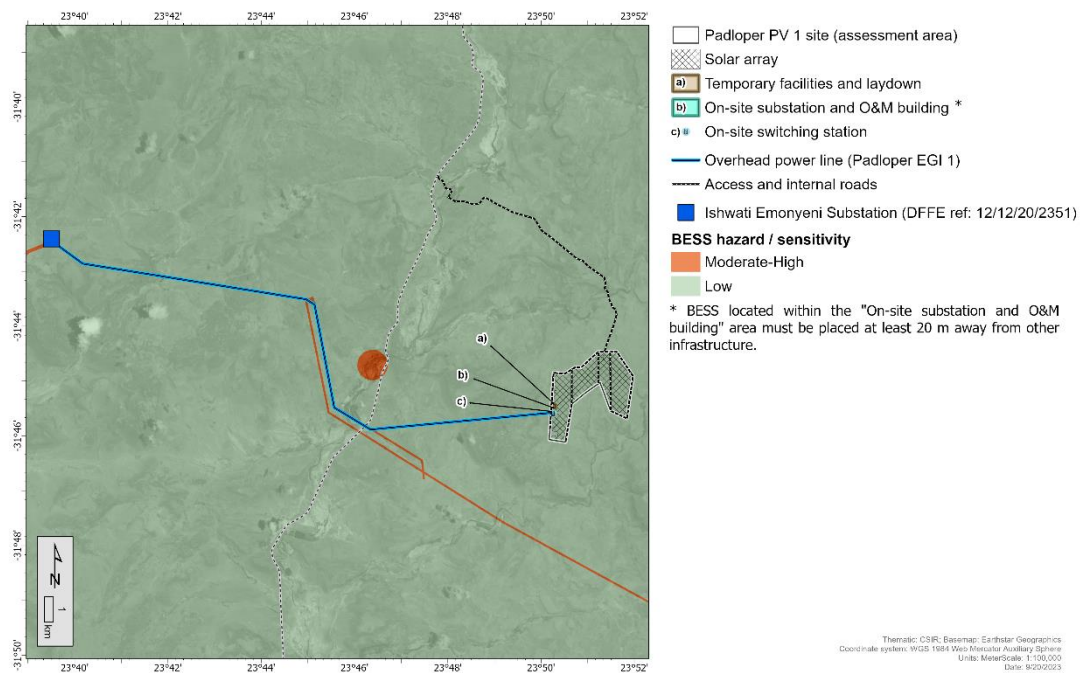 23°40' 23°42' 23°44' 23°46' 23°48' 23°50' 23°52'
-31°40'
-31°42'
-31°44'
-31°46'
-31°48'
-31°50'
a)
b)
c)
N
1
km
23°40' 23°42' 23°44' 23°46' 23°48' 23°50' 23°52'
Padloper PV 1 site (assessment area)
Solar array
a) Temporary facilities and laydown
b) On-site substation and O&M building *
c) On-site switching station
Overhead power line (Padloper EGI 1)
Access and internal roads
Ishwati Emonyeni Substation (DFFE ref: 12/12/20/2351)
BESS hazard / sensitivity
Moderate-High
Low
* BESS located within the "On-site substation and O&M
building" area must be placed at least 20 m away from other
infrastructure.
Thematic: CSIR; Basemap: Earthstar Geographics
Coordinate system: WGS 1984 Web Mercator Auxiliary Sphere
Units: MeterScale: 1:100,000
Date: 9/20/2023